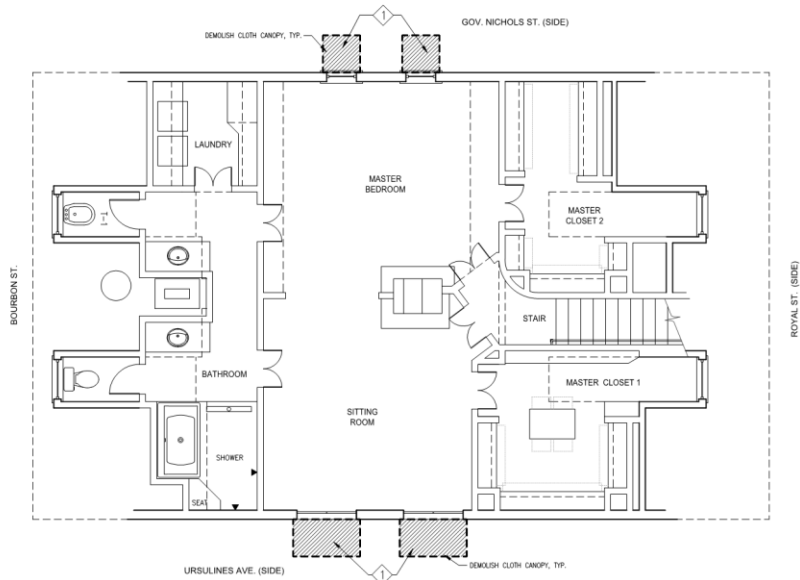 1
GOV. NICHOLS ST. (SIDE)
DEMOLISH CLOTH CANOPY, TYP.
LAUNDRY
MASTER
BEDROOM
T-1
MASTER
CLOSET 2
BOURBON ST.
ROYAL ST. (SIDE)
STAIR
BATHROOM
MASTER CLOSET 1
SITTING
ROOM
SHOWER
SEAT
DEMOLISH CLOTH CANOPY, TYP.
URSULINES AVE. (SIDE)
1